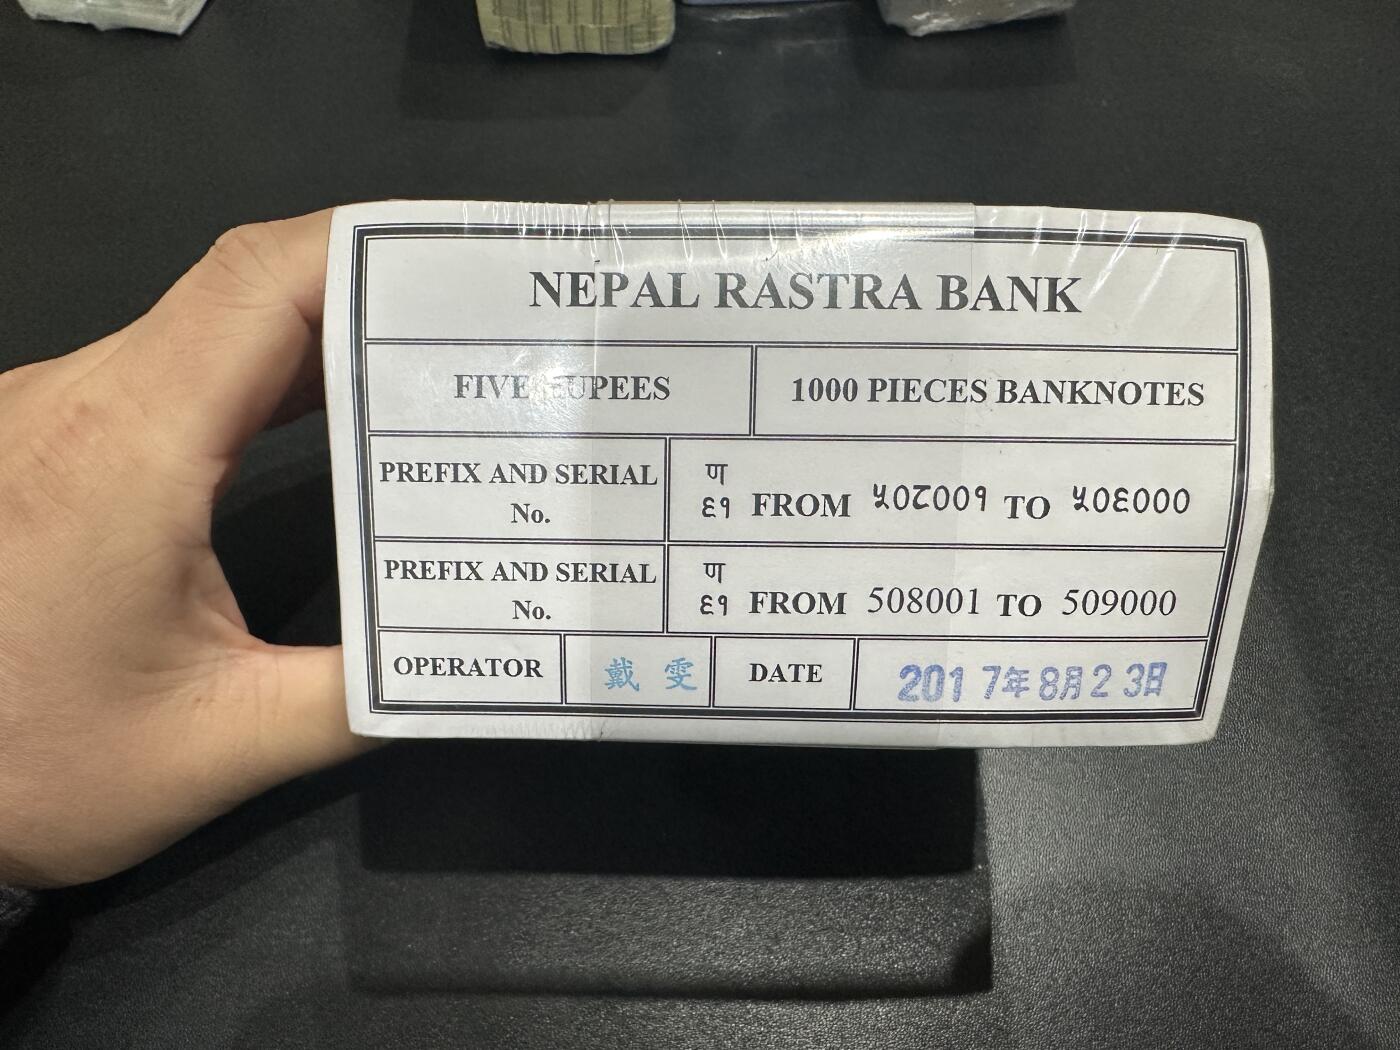 NEPAL RASTRA BANK
FIVE RUPEES 1000 PIECES BANKNOTES
PREFIX AND SERIAL No. ण ९१ FROM ५०८००१ TO ५०९०००
PREFIX AND SERIAL No. ण ९१ FROM 508001 TO 509000
OPERATOR 戴 雯 DATE 2017年8月23日